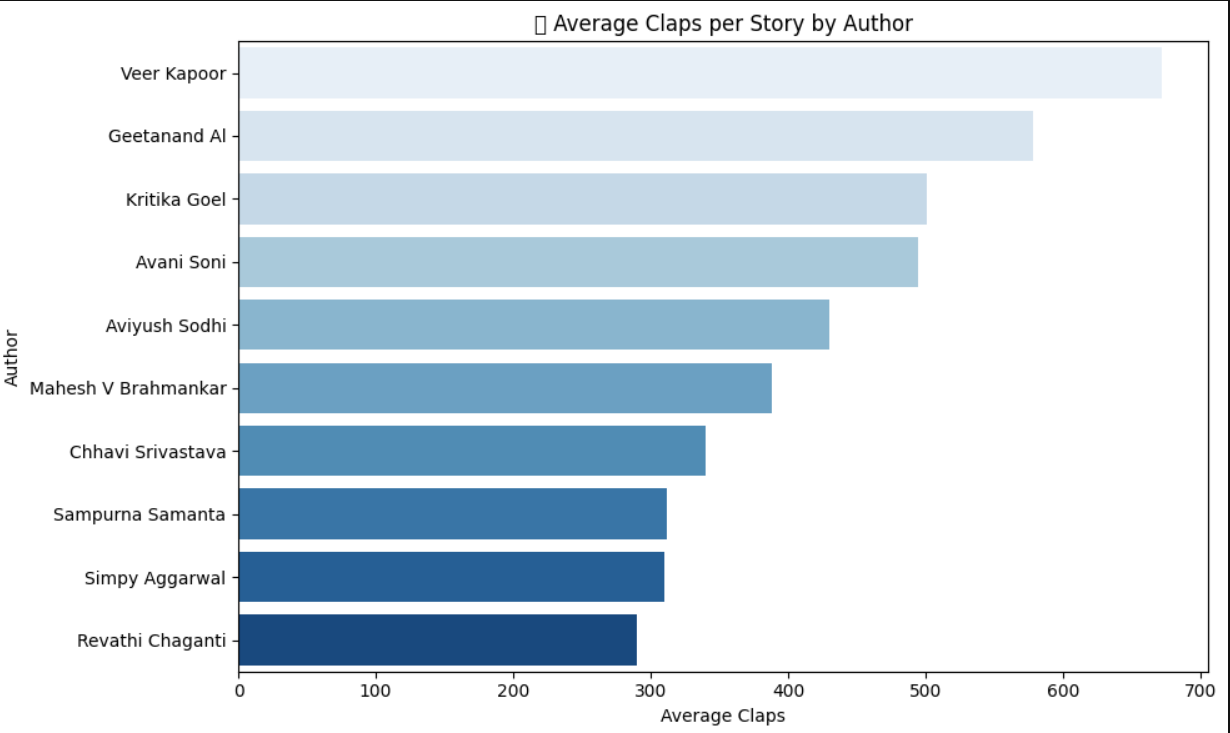 Average Claps per Story by Author
Veer Kapoor
Geetanand Al
Kritika Goel
Avani Soni
Aviyush Sodhi
Mahesh V Brahmankar
Chhavi Srivastava
Sampurna Samanta
Simpy Aggarwal
Revathi Chaganti
Author
0 100 200 300 400 500 600 700
Average Claps